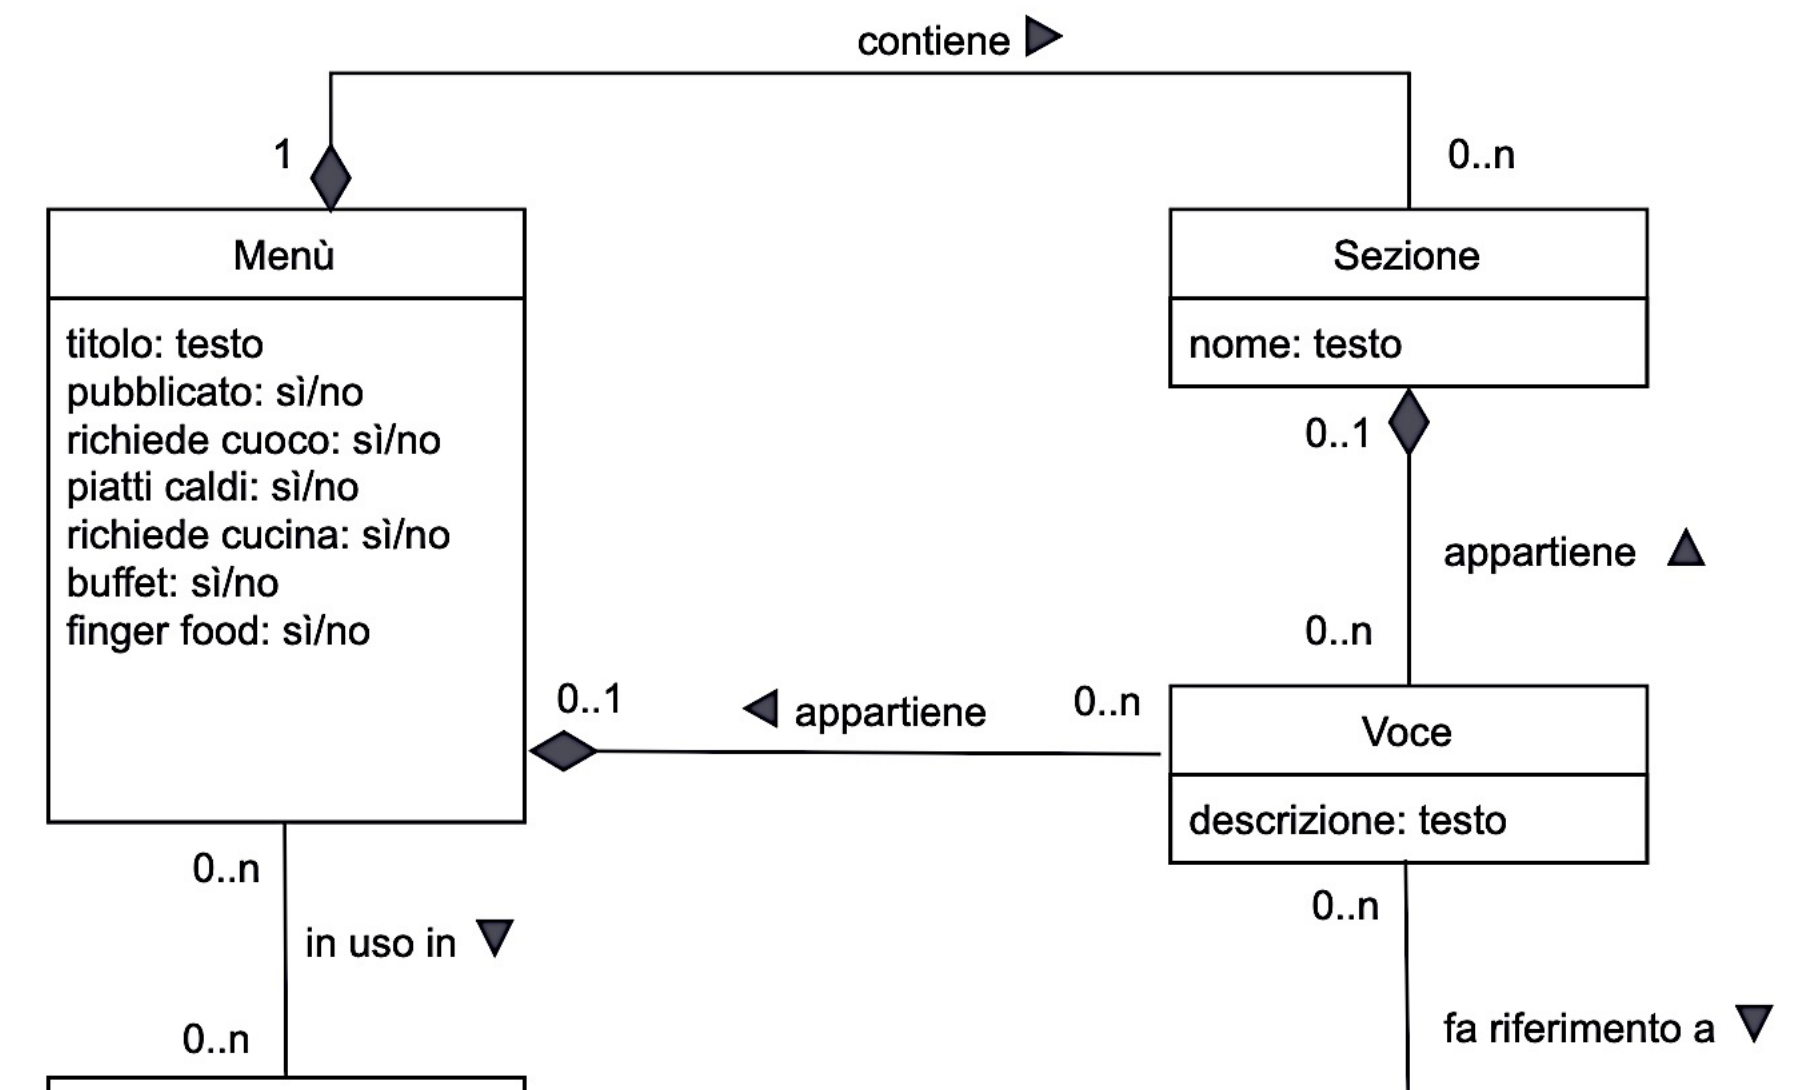 contiene
1
0..n
Menù
titolo: testo
pubblicato: sì/no
richiede cuoco: sì/no
piatti caldi: sì/no
richiede cucina: sì/no
buffet: sì/no
finger food: sì/no
Sezione
nome: testo
0..1
appartiene
0..n
0..1
appartiene
0..n
Voce
descrizione: testo
0..n
in uso in
0..n
0..n
fa riferimento a